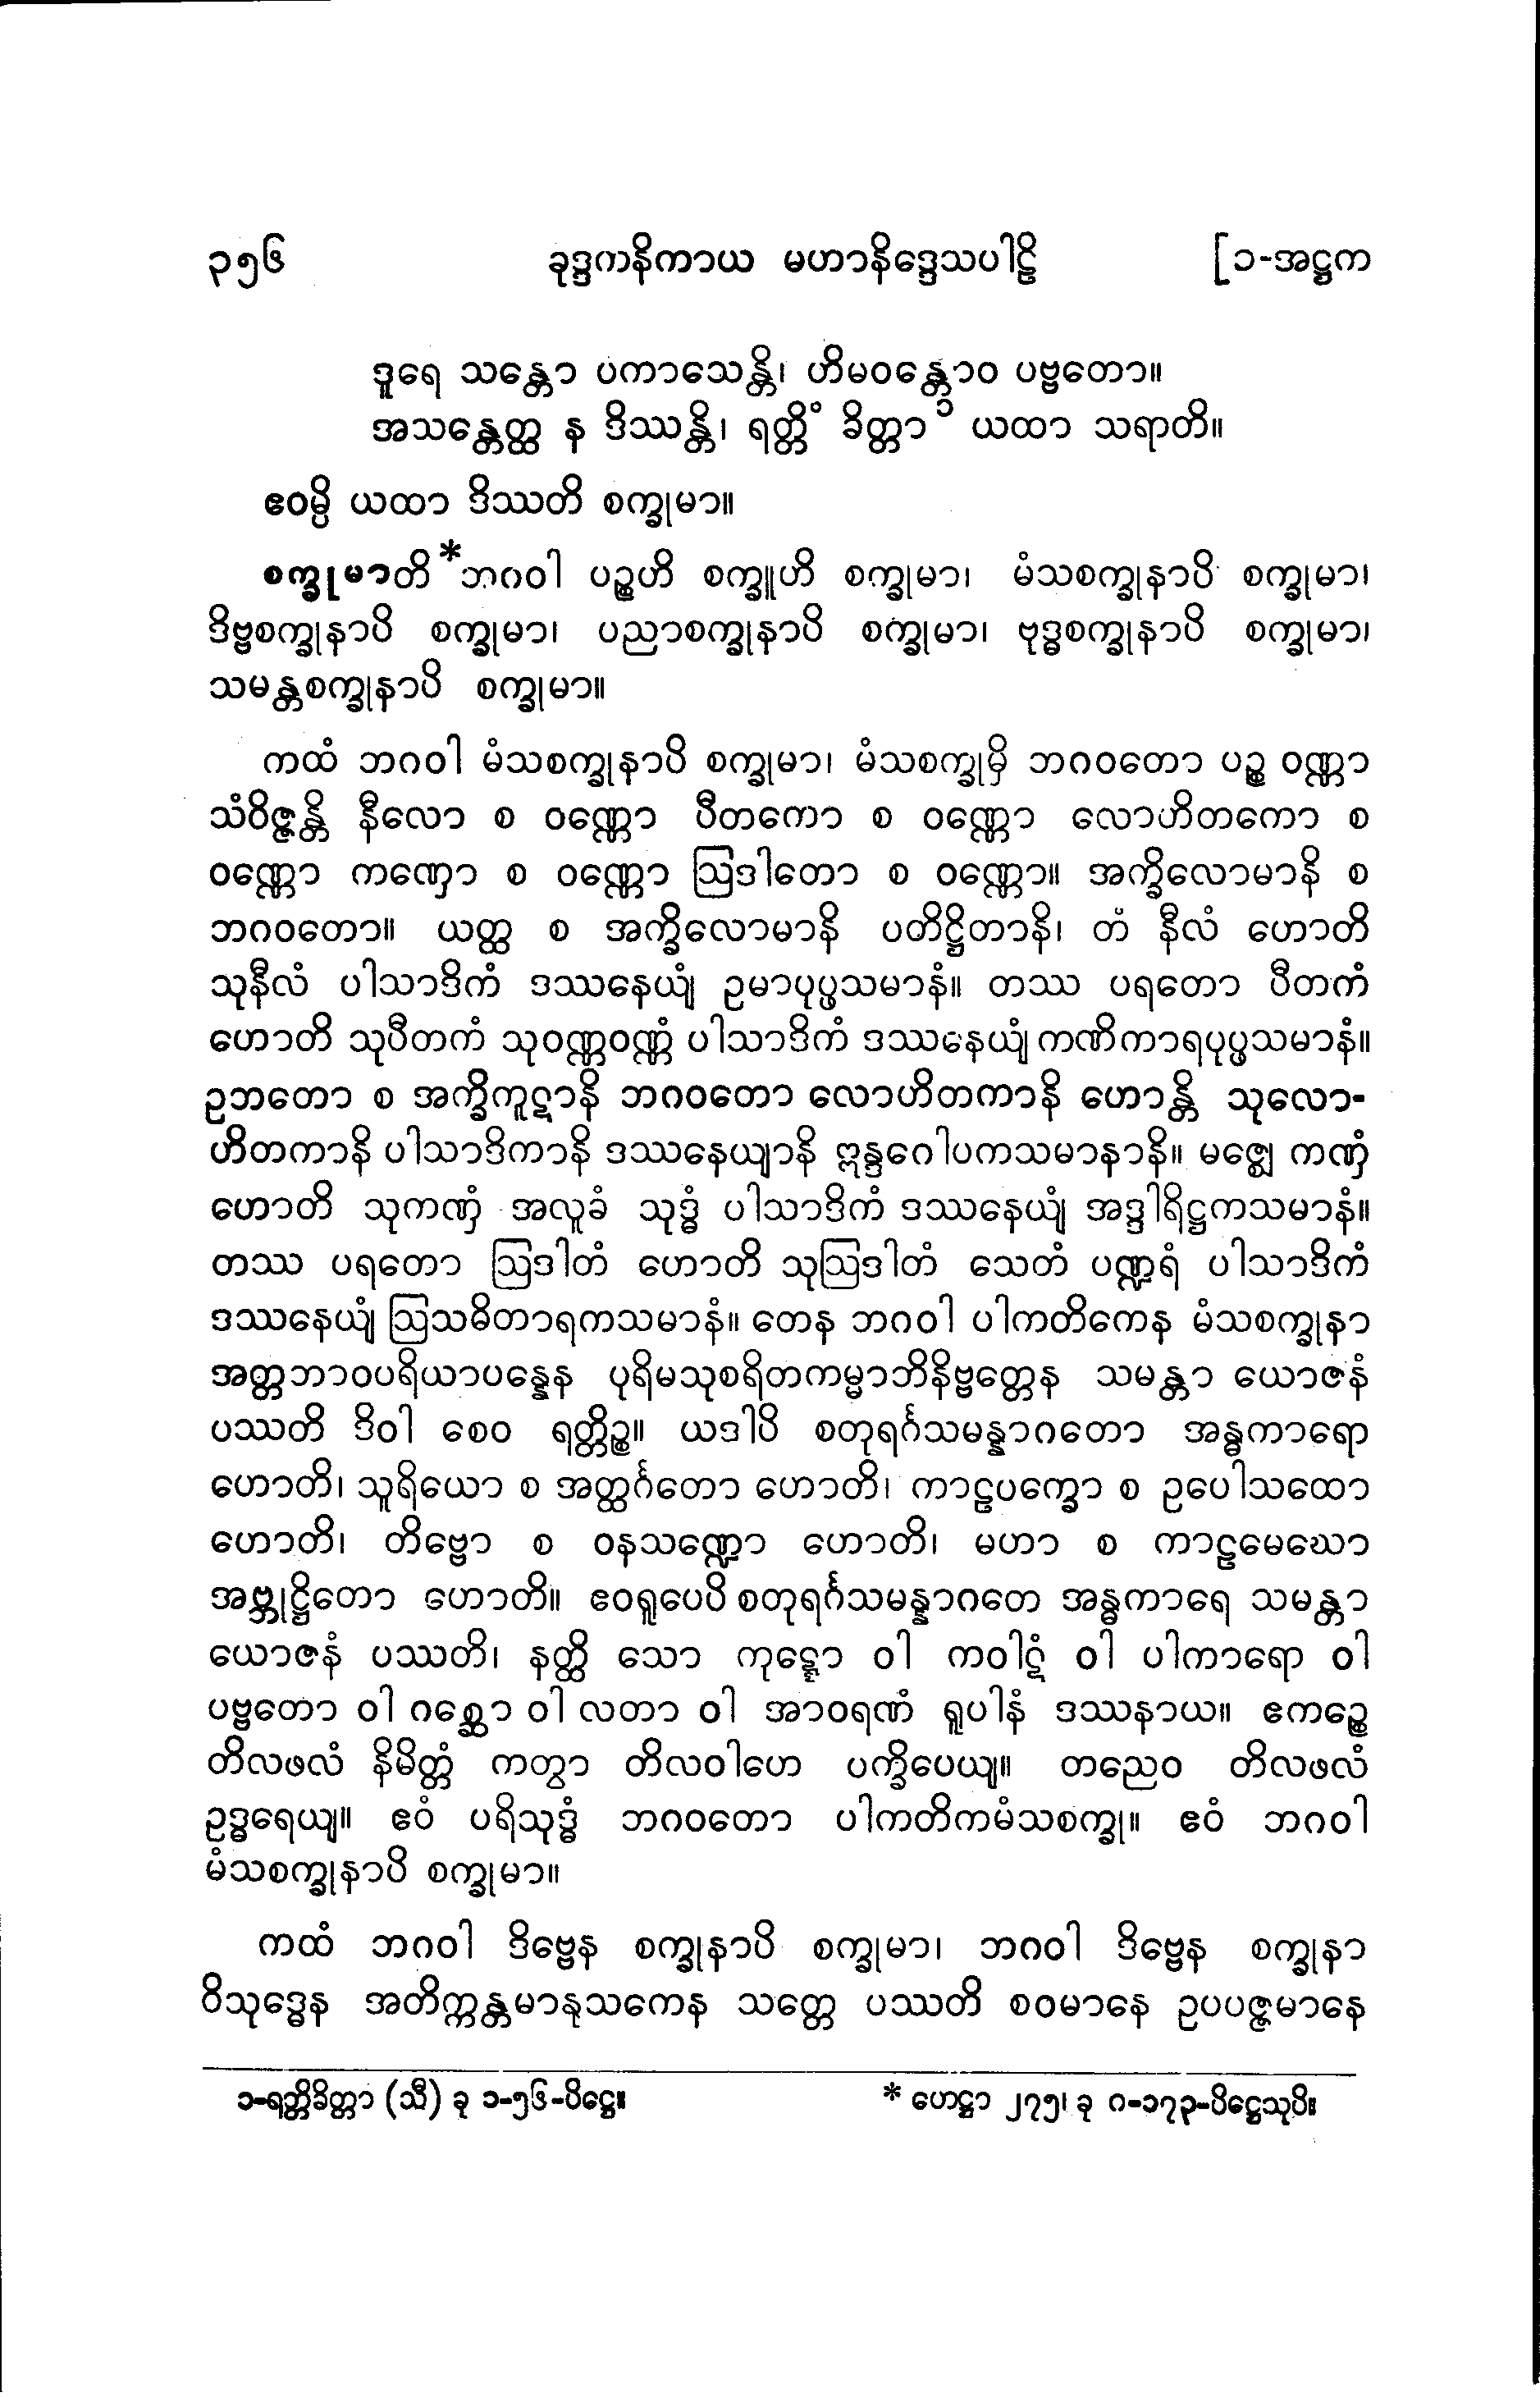 ၃၅၆ ခုဒ္ဒကနိကာယ မဟာနိဒ္ဒေသပါဠိ [၁-အဋ္ဌက
ဒူရေ သန္တော ပကာသေန္တိ၊ ဟိမဝန္တောဝ ပဗ္ဗတော။
အသန္တေတ္ထ န ဒိဿန္တိ၊ ရတ္တိံ ခိတ္တာ ၁ ယထာ သရာတိ။
ဧဝမ္ပိ ယထာ ဒိဿတိ စက္ခုမာ။
စက္ခုမာတိ*ဘဂဝါ ပဉ္စဟိ စက္ခူဟိ စက္ခုမာ၊ မံသစက္ခုနာပိ စက္ခုမာ၊
ဒိဗ္ဗစက္ခုနာပိ စက္ခုမာ၊ ပညာစက္ခုနာပိ စက္ခုမာ၊ ဗုဒ္ဓစက္ခုနာပိ စက္ခုမာ၊
သမန္တစက္ခုနာပိ စက္ခုမာ။
ကထံ ဘဂဝါ မံသစက္ခုနာပိ စက္ခုမာ၊ မံသစက္ခုမှိ ဘဂဝတော ပဉ္စ ဝဏ္ဏာ
သံဝိဇ္ဇန္တိ နီလော စ ဝဏ္ဏော ပီတကော စ ဝဏ္ဏော လောဟိတကော စ
ဝဏ္ဏော ကဏှော စ ဝဏ္ဏော ဩဒါတော စ ဝဏ္ဏော။ အက္ခိလောမာနိ စ
ဘဂဝတော။ ယတ္ထ စ အက္ခိလောမာနိ ပတိဋ္ဌိတာနိ၊ တံ နီလံ ဟောတိ
သုနီလံ ပါသာဒိကံ ဒဿနေယျံ ဥမာပုပ္ဖသမာနံ။ တဿ ပရတော ပီတကံ
ဟောတိ သုပီတကံ သုဝဏ္ဏဝဏ္ဏံ ပါသာဒိကံ ဒဿနေယျံ ကဏိကာရပုပ္ဖသမာနံ။
ဥဘတော စ အက္ခိကူဋာနိ ဘဂဝတော လောဟိတကာနိ ဟောန္တိ သုလော-
ဟိတကာနိ ပါသာဒိကာနိ ဒဿနေယျာနိ ဣန္ဒဂေါပကသမာနာနိ။ မဇ္ဈေ ကဏှံ
ဟောတိ သုကဏှံ အလူခံ သုဒ္ဓံ ပါသာဒိကံ ဒဿနေယျံ အဒ္ဒါရိဋ္ဌကသမာနံ။
တဿ ပရတော ဩဒါတံ ဟောတိ သုဩဒါတံ သေတံ ပဏ္ဍရံ ပါသာဒိကံ
ဒဿနေယျံ ဩသဓိတာရကသမာနံ။ တေန ဘဂဝါ ပါကတိကေန မံသစက္ခုနာ
အတ္တဘာဝပရိယာပန္နေန ပုရိမသုစရိတကမ္မာဘိနိဗ္ဗတ္တေန သမန္တာ ယောဇနံ
ပဿတိ ဒိဝါ စေဝ ရတ္တိဉ္စ။ ယဒါပိ စတုရင်္ဂသမန္နာဂတော အန္ဓကာရော
ဟောတိ၊ သူရိယော စ အတ္ထင်္ဂတော ဟောတိ၊ ကာဠပက္ခော စ ဥပေါသထော
ဟောတိ၊ တိဗ္ဗော စ ဝနသဏ္ဍော ဟောတိ၊ မဟာ စ ကာဠမေဃော
အဗ္ဘုဋ္ဌိတော ဟောတိ။ ဧဝရူပေပိ စတုရင်္ဂသမန္နာဂတေ အန္ဓကာရေ သမန္တာ
ယောဇနံ ပဿတိ၊ နတ္ထိ သော ကုဋ္ဋော ဝါ ကဝါဋံ ဝါ ပါကာရော ဝါ
ပဗ္ဗတော ဝါ ဂစ္ဆော ဝါ လတာ ဝါ အာဝရဏံ ရူပါနံ ဒဿနာယ။ ဧကဉ္စေ
တိလဖလံ နိမိတ္တံ ကတွာ တိလဝါဟေ ပက္ခိပေယျ။ တညေဝ တိလဖလံ
ဥဒ္ဓရေယျ။ ဧဝံ ပရိသုဒ္ဓံ ဘဂဝတော ပါကတိကမံသစက္ခု။ ဧဝံ ဘဂဝါ
မံသစက္ခုနာပိ စက္ခုမာ။
ကထံ ဘဂဝါ ဒိဗ္ဗေန စက္ခုနာပိ စက္ခုမာ၊ ဘဂဝါ ဒိဗ္ဗေန စက္ခုနာ
ဝိသုဒ္ဓေန အတိက္ကန္တမာနုသကေန သတ္တေ ပဿတိ စဝမာနေ ဥပပဇ္ဇမာနေ
၁-ရတ္တိခိတ္တာ (သီ) ခု ၁-၅၆-ပိဋ္ဌေ။ * ဟေဋ္ဌာ ၂၇၅၊ ခု ဂ-၁၇၃-ပိဋ္ဌေသုပိ။